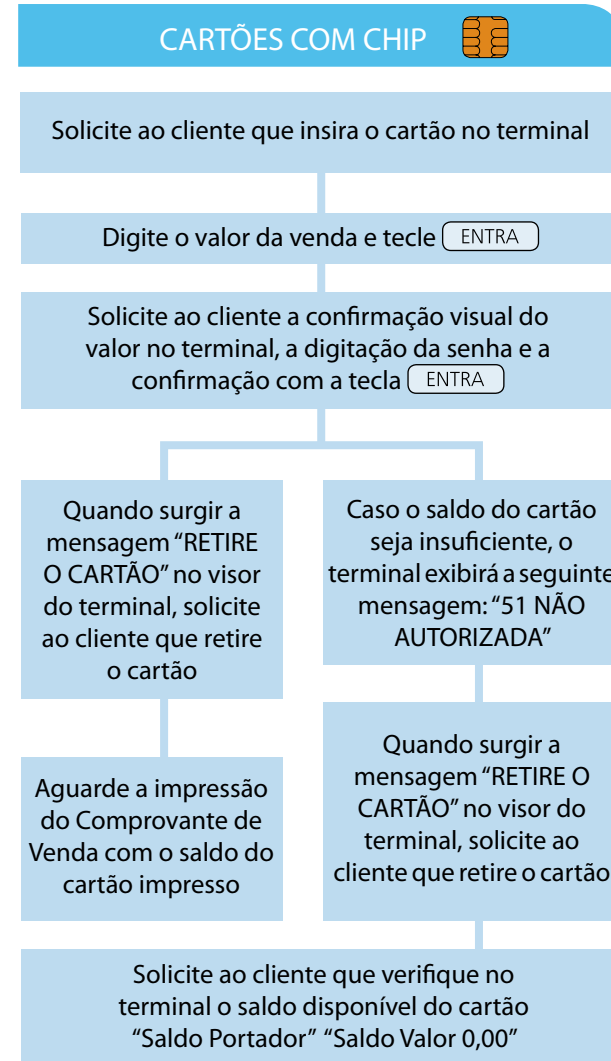 CARTÕES COM CHIP
Solicite ao cliente que insira o cartão no terminal
Digite o valor da venda e tecle ENTRA
Solicite ao cliente a confirmação visual do
valor no terminal, a digitação da senha e a
confirmação com a tecla ENTRA
Quando surgir a
mensagem “RETIRE
O CARTÃO” no visor
do terminal, solicite
ao cliente que retire
o cartão
Aguarde a impressão
do Comprovante de
Venda com o saldo do
cartão impresso
Caso o saldo do cartão
seja insuficiente, o
terminal exibirá a seguinte
mensagem: “51 NÃO
AUTORIZADA”
Quando surgir a
mensagem “RETIRE O
CARTÃO” no visor do
terminal, solicite ao
cliente que retire o cartão
Solicite ao cliente que verifique no
terminal o saldo disponível do cartão
“Saldo Portador” “Saldo Valor 0,00”